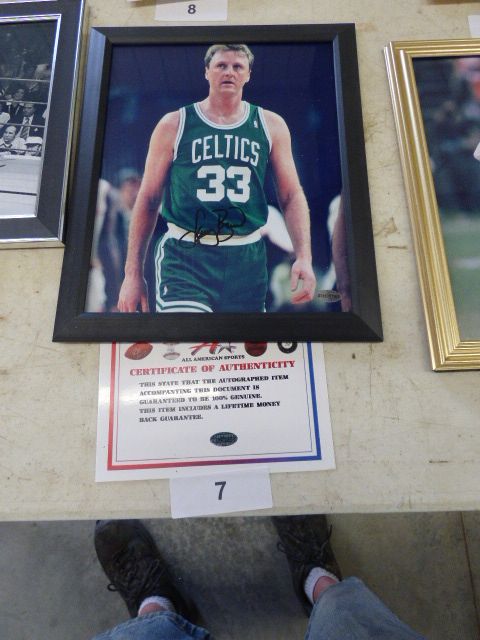 8
CELTICS
33
ALL AMERICAN SPORTS
CERTIFICATE OF AUTHENTICITY
THIS STATE THAT THE AUTOGRAPHED ITEM
ACCOMPANYING THIS DOCUMENT IS
GUARANTEED TO BE 100% GENUINE.
THIS ITEM INCLUDES A LIFETIME MONEY
BACK GUARANTEE.
7